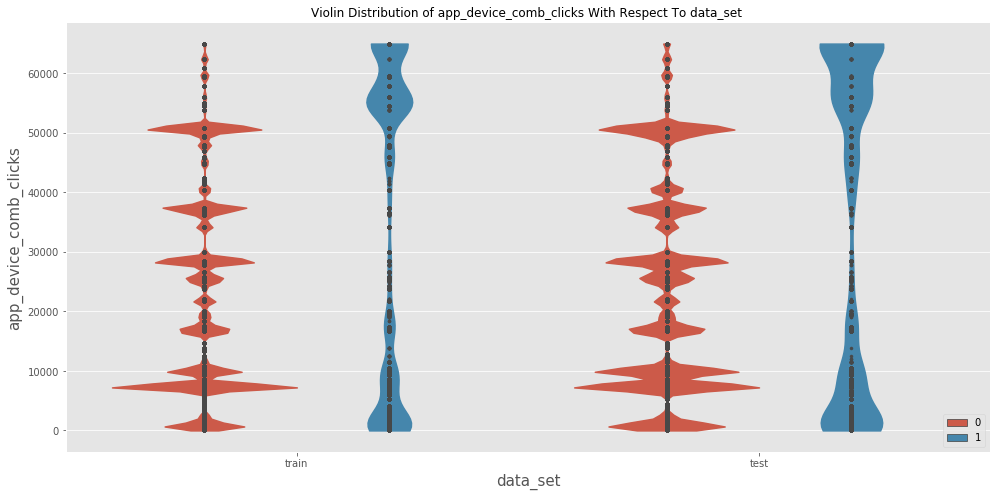 Violin Distribution of app_device_comb_clicks With Respect To data_set
app_device_comb_clicks
60000
50000
40000
30000
20000
10000
0
train
test
data_set
0
1